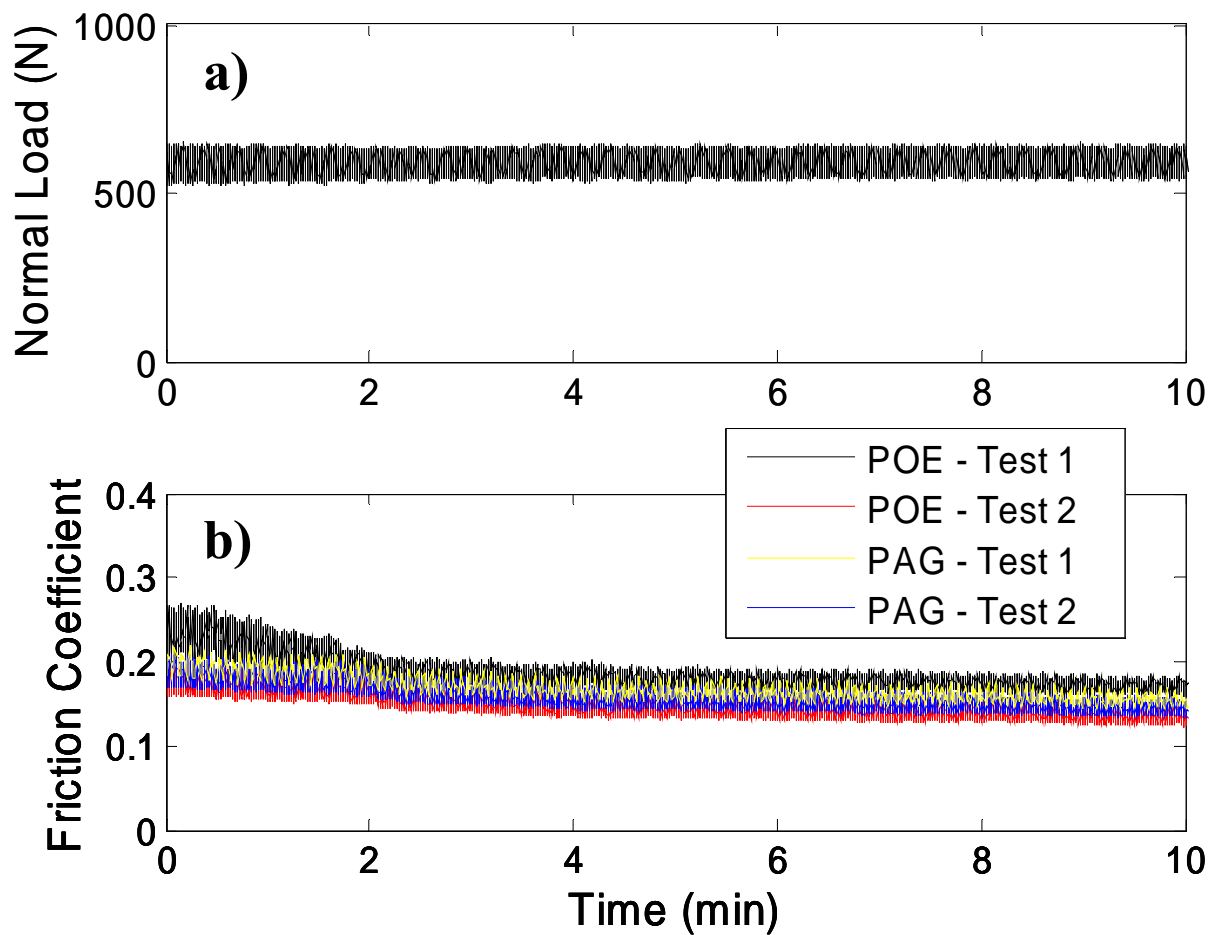 1000
a)
Normal Load (N)
500
0
0 2 4 6 8 10
POE - Test 1
POE - Test 2
PAG - Test 1
PAG - Test 2
0.4
b)
Friction Coefficient
0.3
0.2
0.1
0
0 2 4 6 8 10
Time (min)